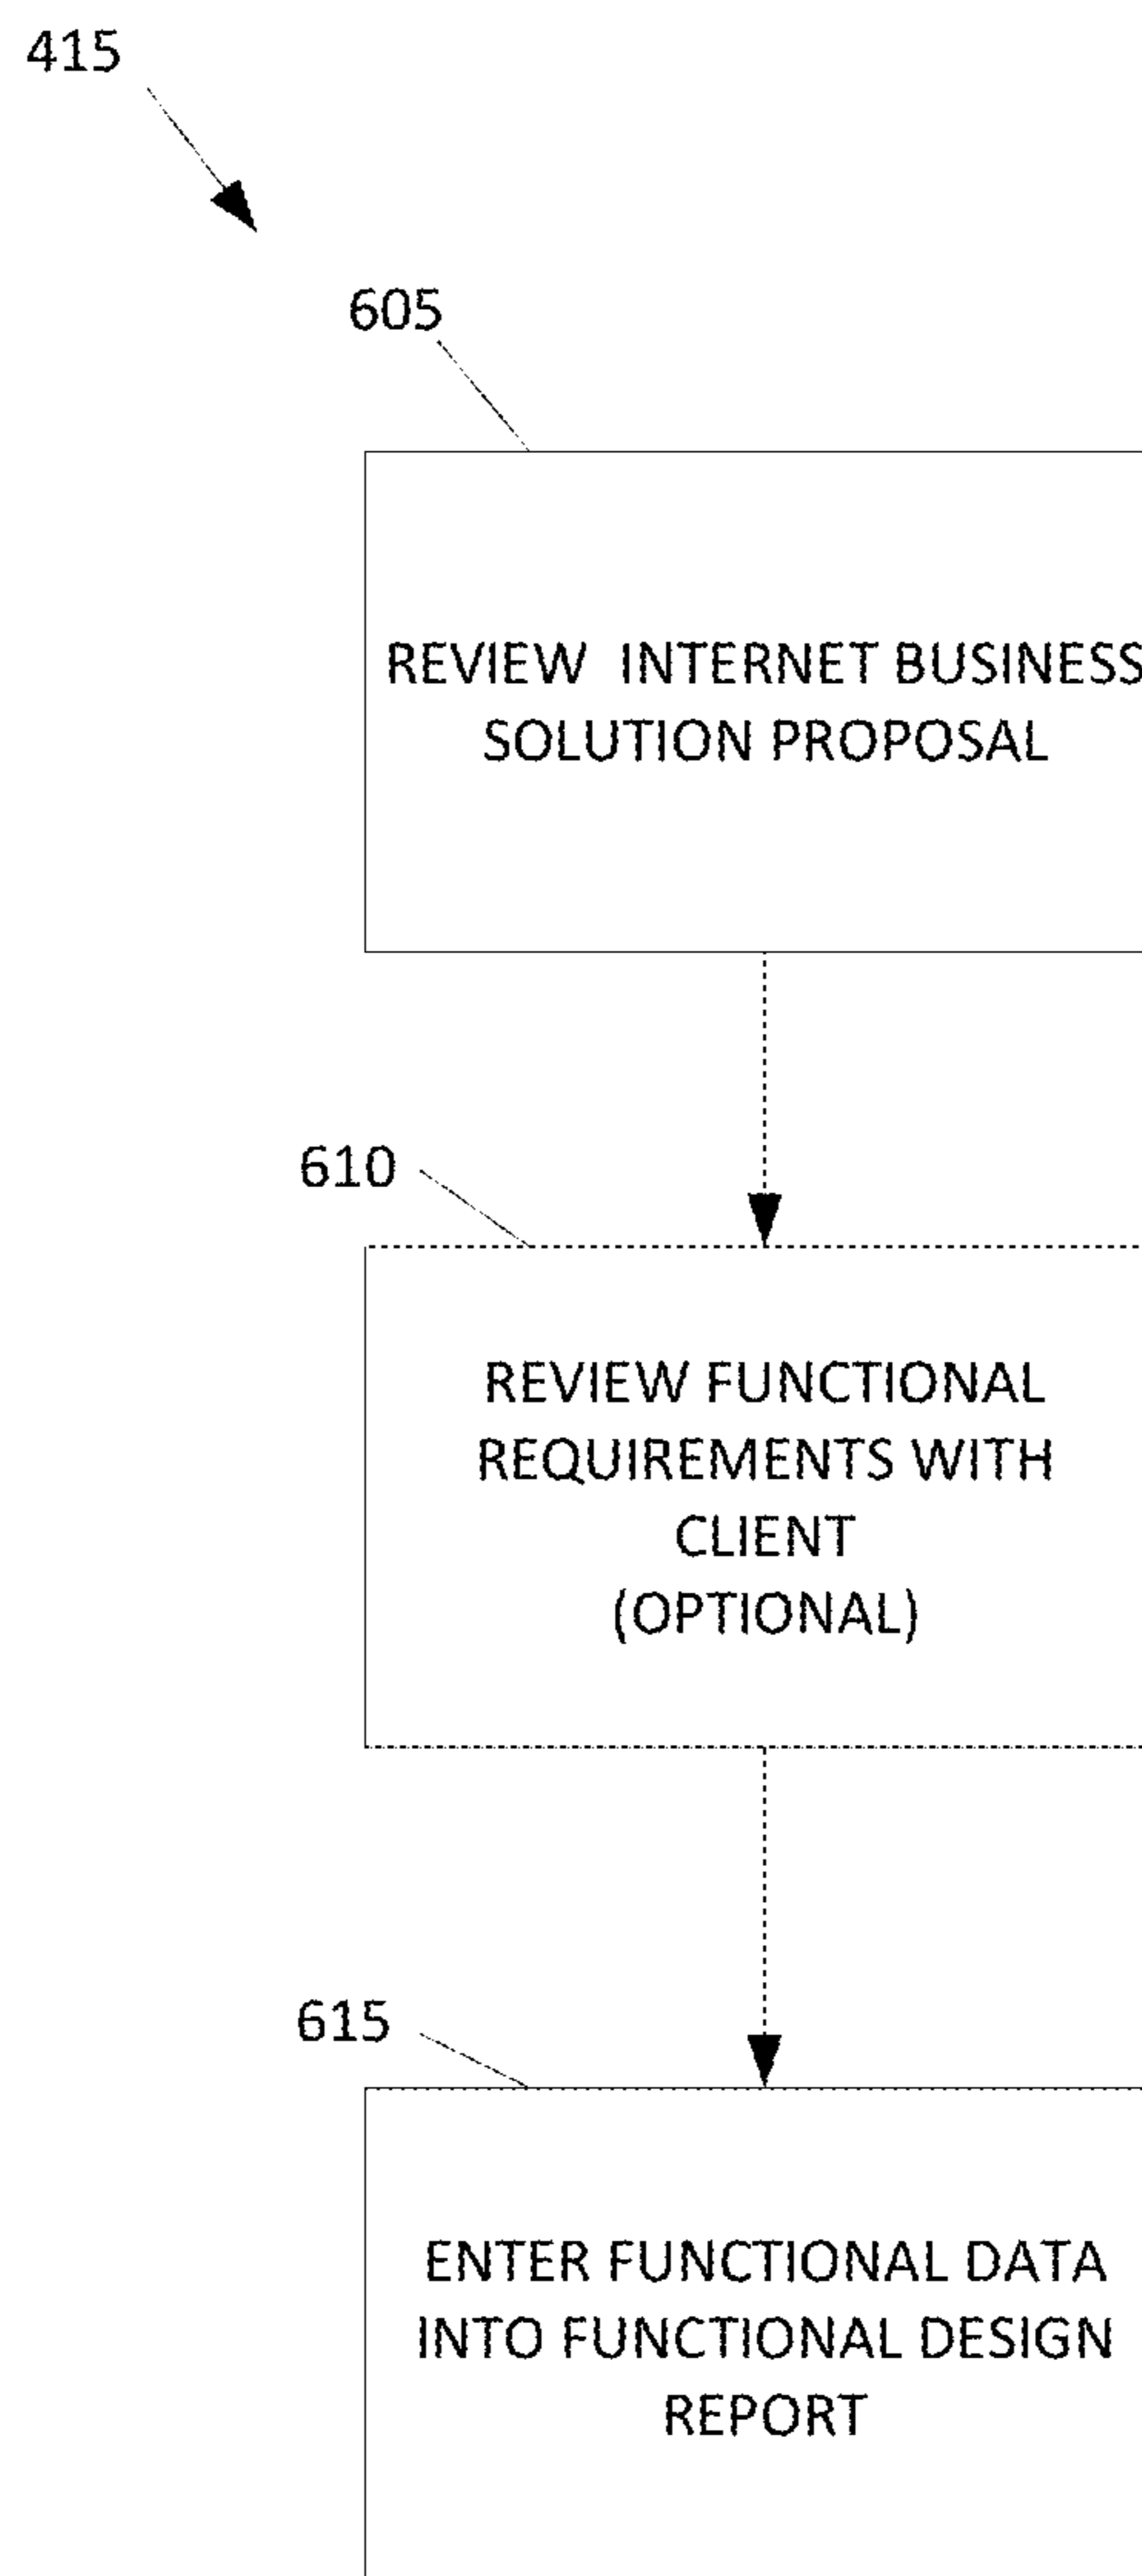 415
605
REVIEW  INTERNET BUSINESS
SOLUTION PROPOSAL
610
REVIEW FUNCTIONAL
REQUIREMENTS WITH
CLIENT
(OPTIONAL)
615
ENTER FUNCTIONAL DATA
INTO FUNCTIONAL DESIGN
REPORT